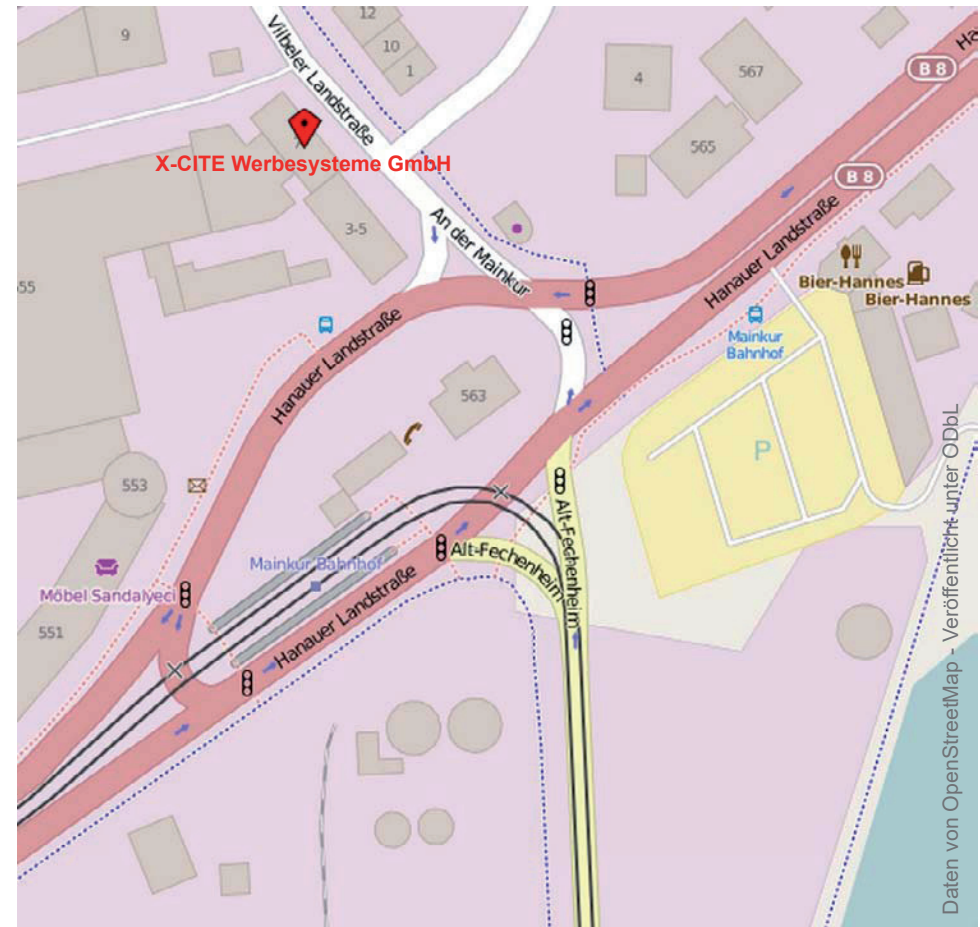 12
9
10
1
Vilbeler Landstraße
4
567
B 8
Ha
X-CITE Werbesysteme GmbH
565
B 8
3-5
An der Mainkur
Hanauer Landstraße
Bier-Hannes
Bier-Hannes
55
Mainkur
Bahnhof
Hanauer Landstraße
563
P
553
Alt-Fechenheim
Alt-Fechenheim
Mainkur Bahnhof
Hanauer Landstraße
Möbel Sandalyeci
551
Daten von OpenStreetMap - Veröffentlicht unter ODbL